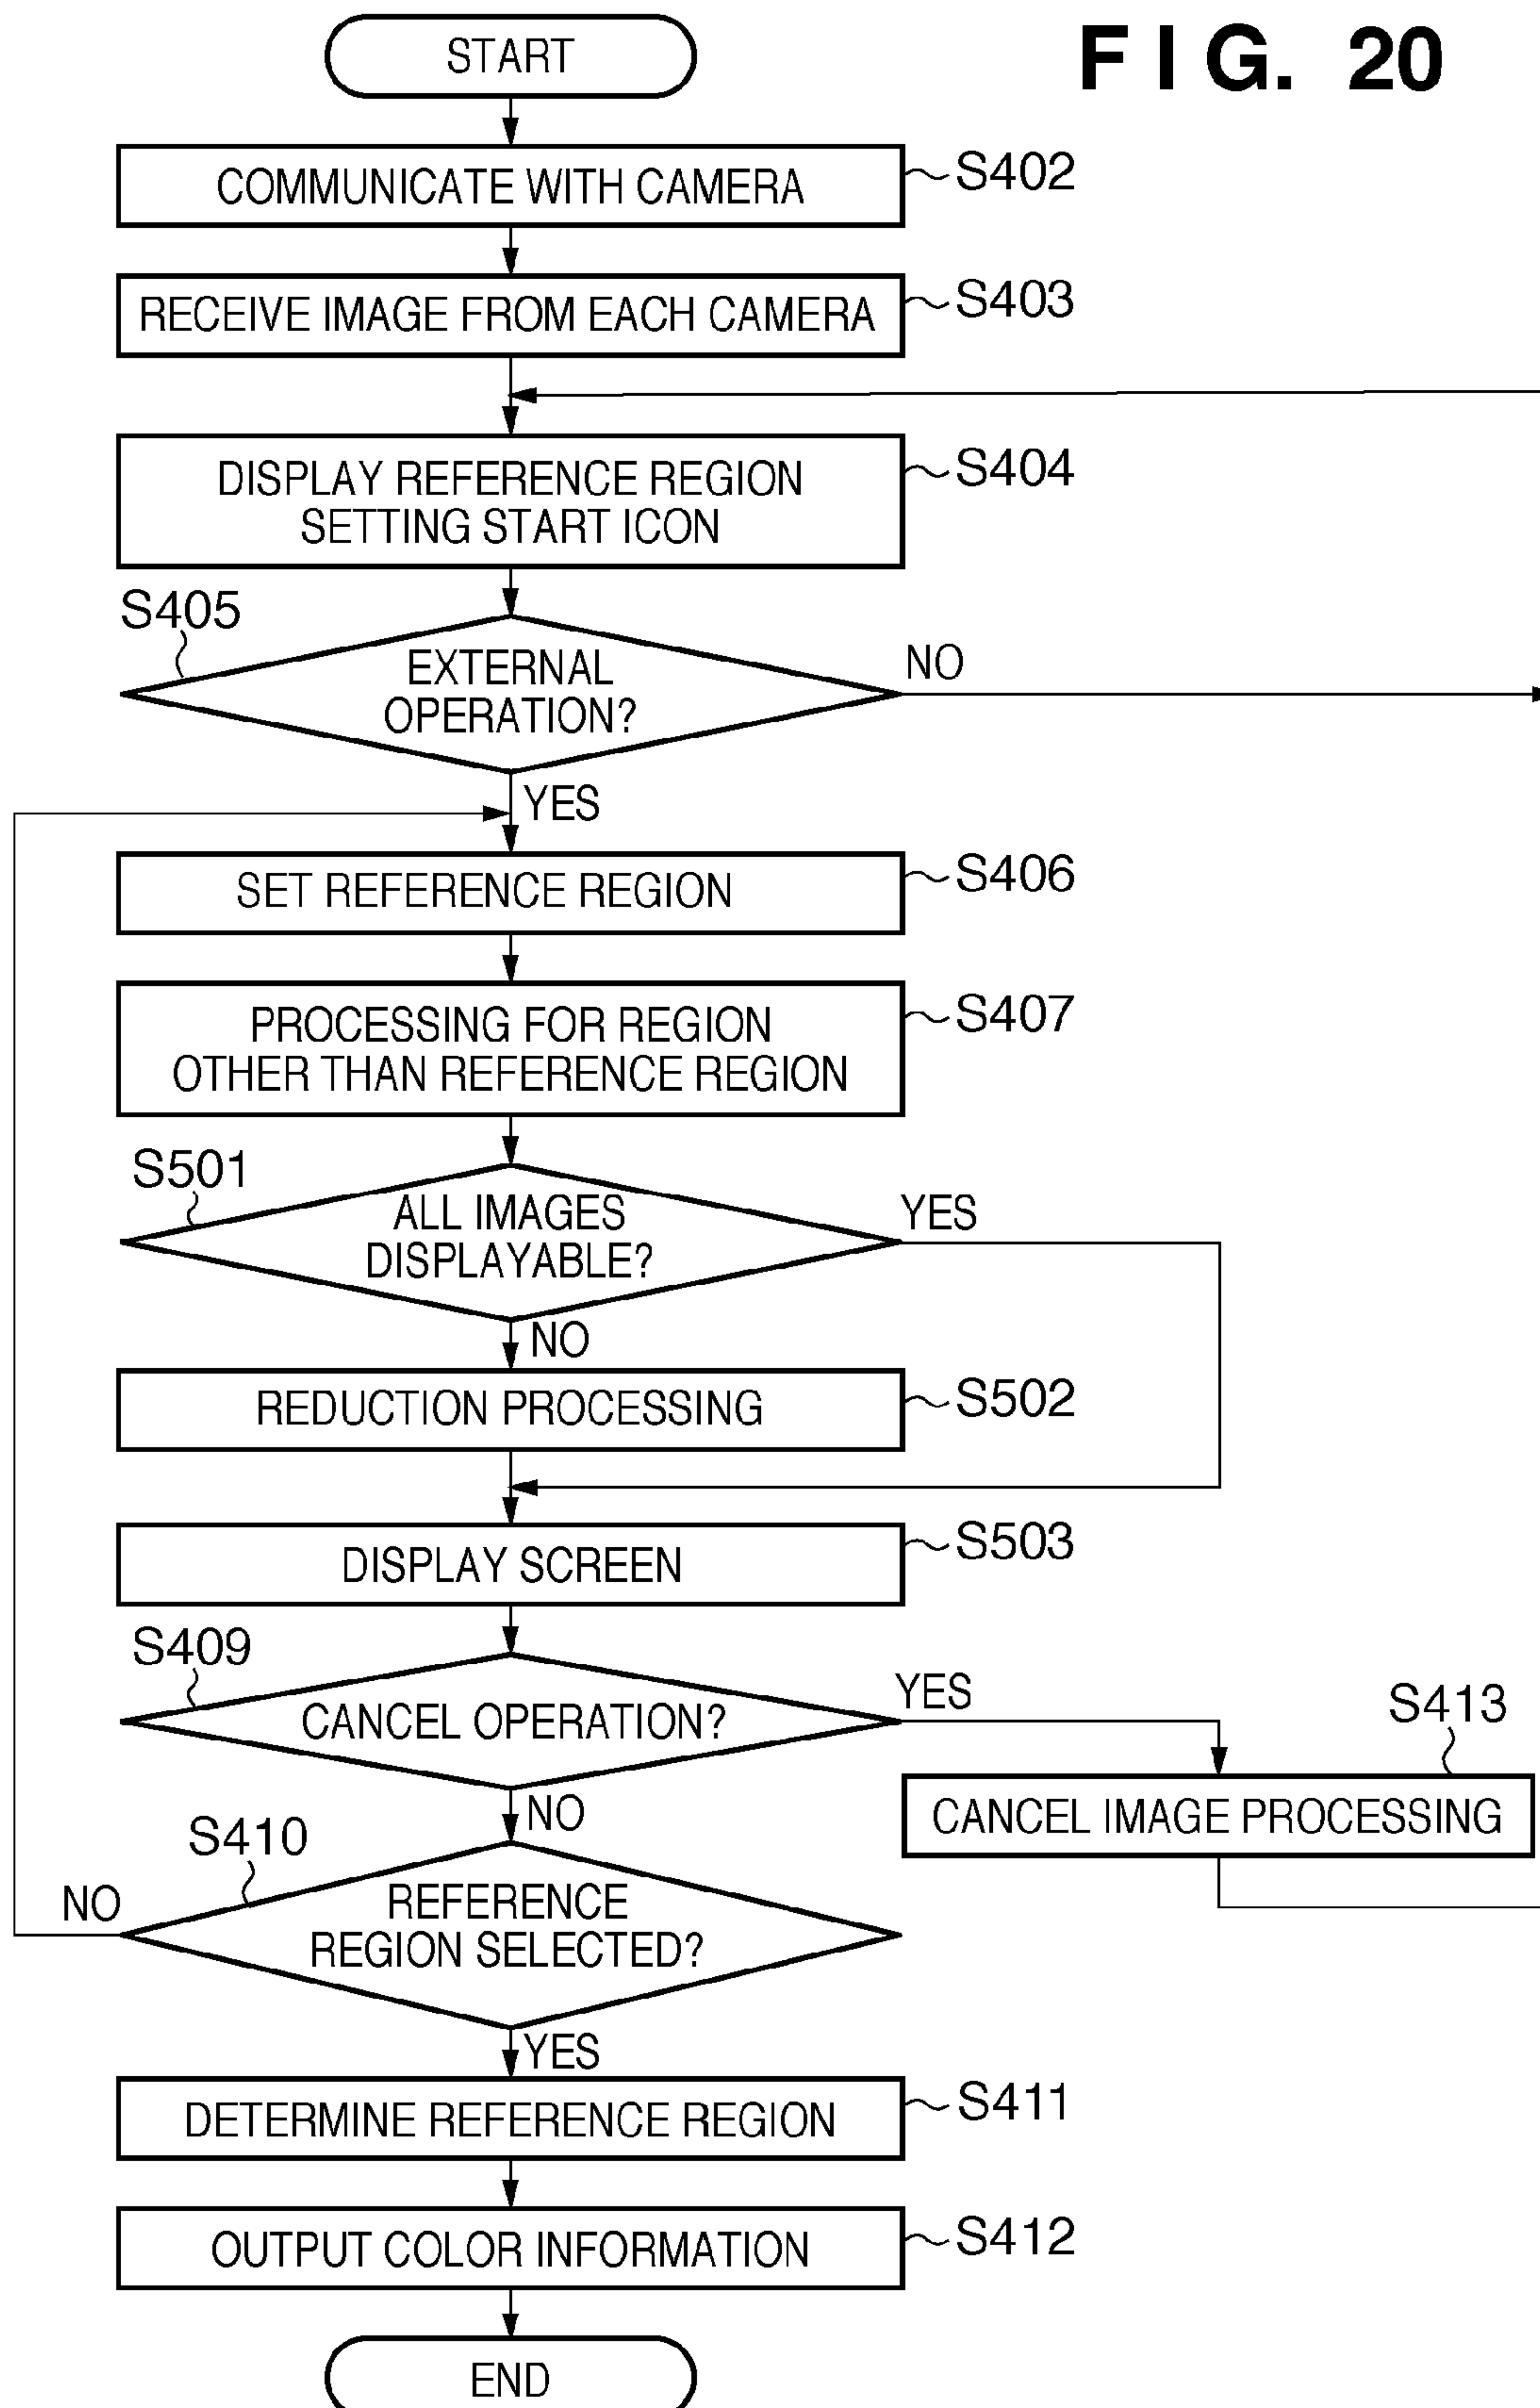 FIG. 20
START
COMMUNICATE WITH CAMERA
S402
RECEIVE IMAGE FROM EACH CAMERA
S403
DISPLAY REFERENCE REGION
SETTING START ICON
S404
S405
EXTERNAL
OPERATION?
NO
YES
SET REFERENCE REGION
S406
PROCESSING FOR REGION
OTHER THAN REFERENCE REGION
S407
S501
ALL IMAGES
DISPLAYABLE?
YES
NO
REDUCTION PROCESSING
S502
DISPLAY SCREEN
S503
S409
CANCEL OPERATION?
YES
S413
CANCEL IMAGE PROCESSING
NO
S410
REFERENCE
REGION SELECTED?
NO
YES
DETERMINE REFERENCE REGION
S411
OUTPUT COLOR INFORMATION
S412
END